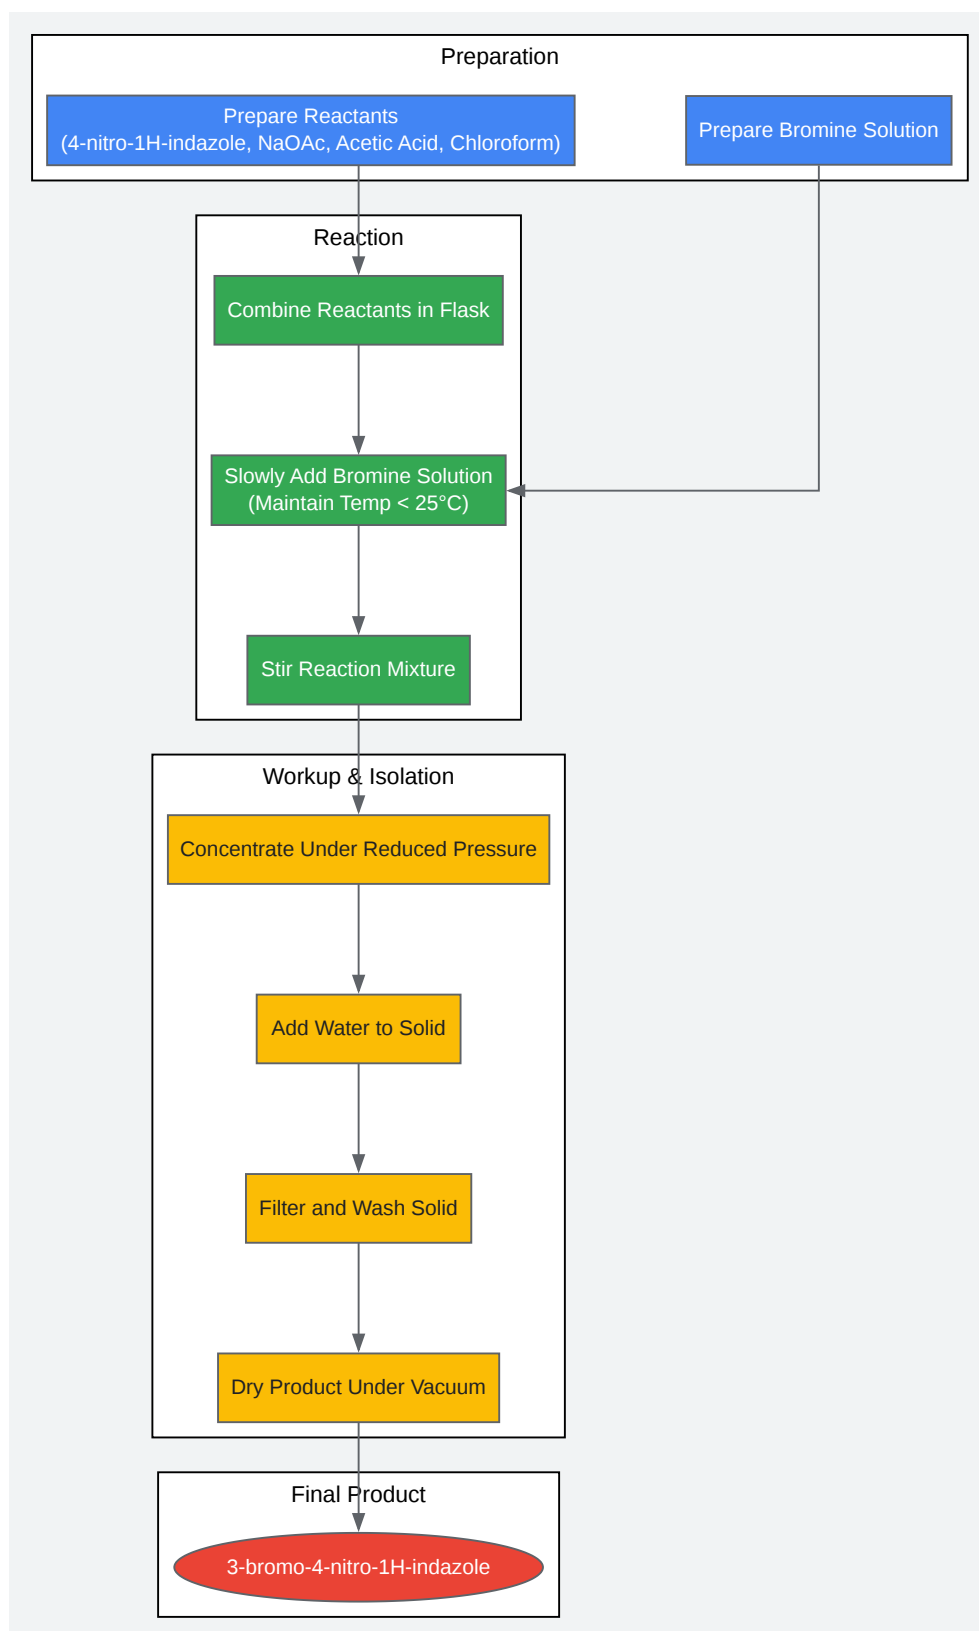 Preparation
Prepare Reactants
(4-nitro-1H-indazole, NaOAc, Acetic Acid, Chloroform)
Prepare Bromine Solution
Reaction
Combine Reactants in Flask
Slowly Add Bromine Solution
(Maintain Temp < 25°C)
Stir Reaction Mixture
Workup & Isolation
Concentrate Under Reduced Pressure
Add Water to Solid
Filter and Wash Solid
Dry Product Under Vacuum
Final Product
3-bromo-4-nitro-1H-indazole